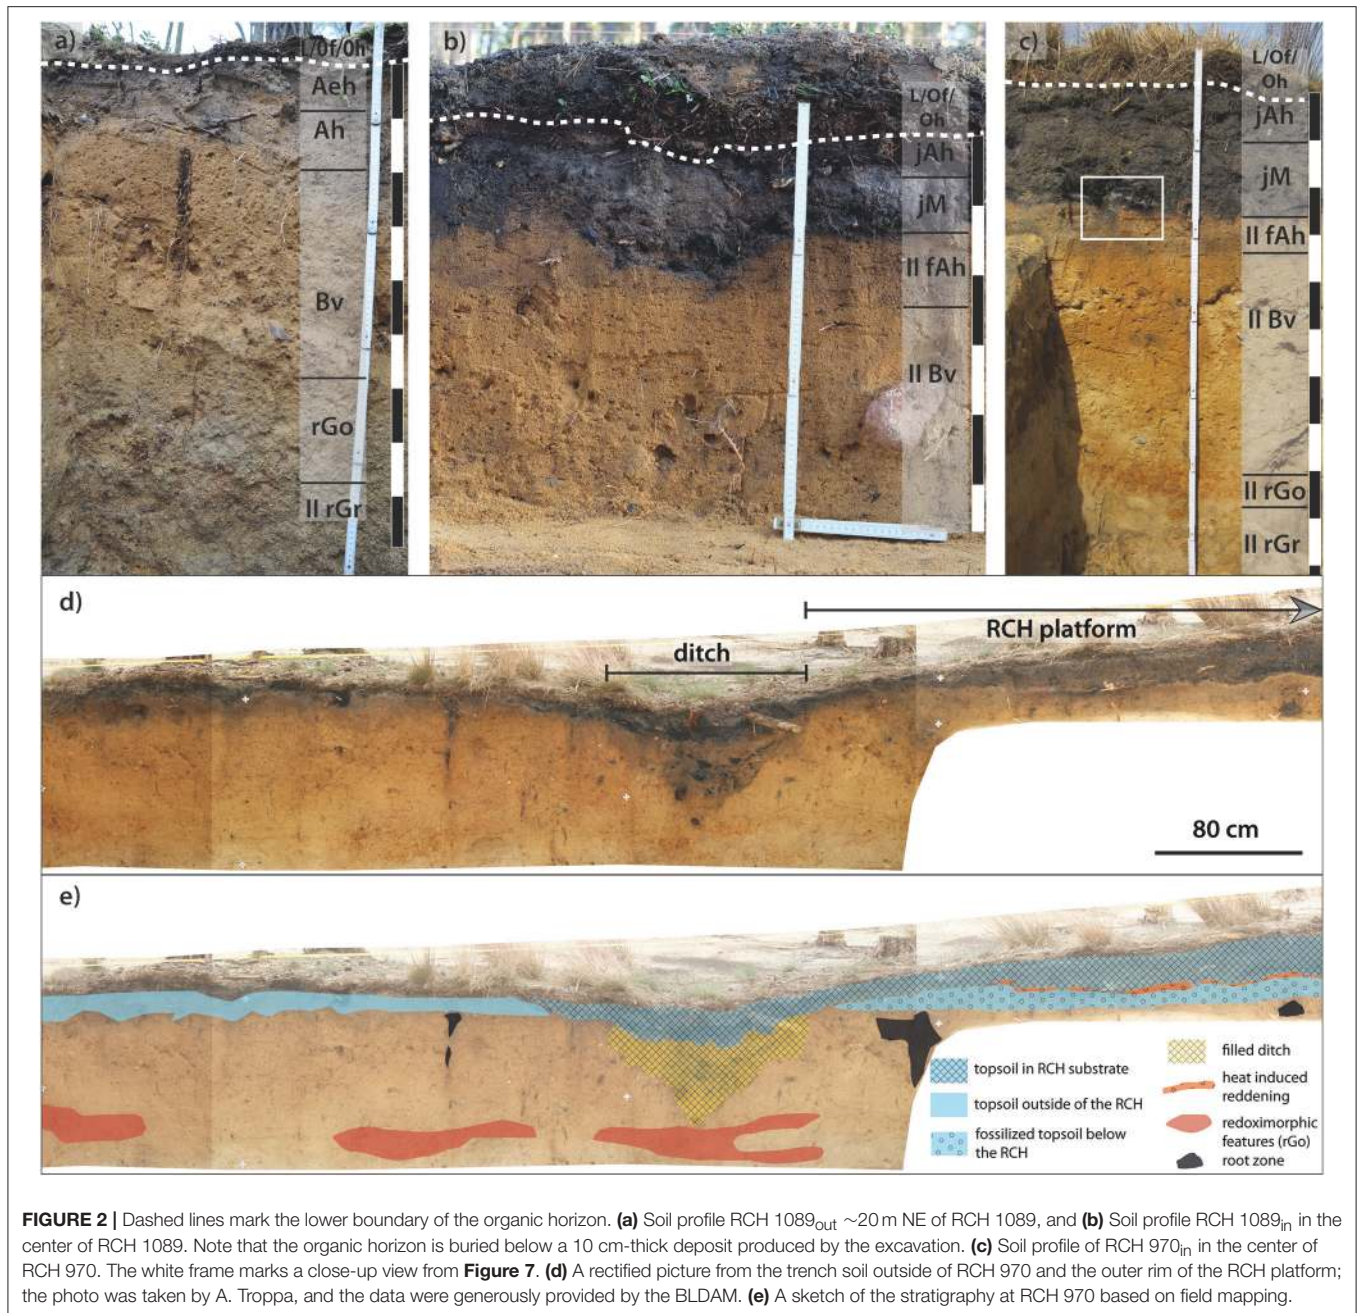 a)
L/Of/Oh
Aeh
Ah
Bv
rGo
II rGr
b)
L/Of/
Oh
jAh
jM
II fAh
II Bv
c)
L/Of/
Oh
jAh
jM
II fAh
II Bv
II rGo
II rGr
d)
RCH platform
ditch
80 cm
e)
topsoil in RCH substrate
topsoil outside of the RCH
fossilized topsoil below
the RCH
filled ditch
heat induced
reddening
redoximorphic
features (rGo)
root zone
FIGURE 2 | Dashed lines mark the lower boundary of the organic horizon. (a) Soil profile RCH 1089out ~20 m NE of RCH 1089, and (b) Soil profile RCH 1089in in the
center of RCH 1089. Note that the organic horizon is buried below a 10 cm-thick deposit produced by the excavation. (c) Soil profile of RCH 970in in the center of
RCH 970. The white frame marks a close-up view from Figure 7. (d) A rectified picture from the trench soil outside of RCH 970 and the outer rim of the RCH platform;
the photo was taken by A. Troppa, and the data were generously provided by the BLDAM. (e) A sketch of the stratigraphy at RCH 970 based on field mapping.